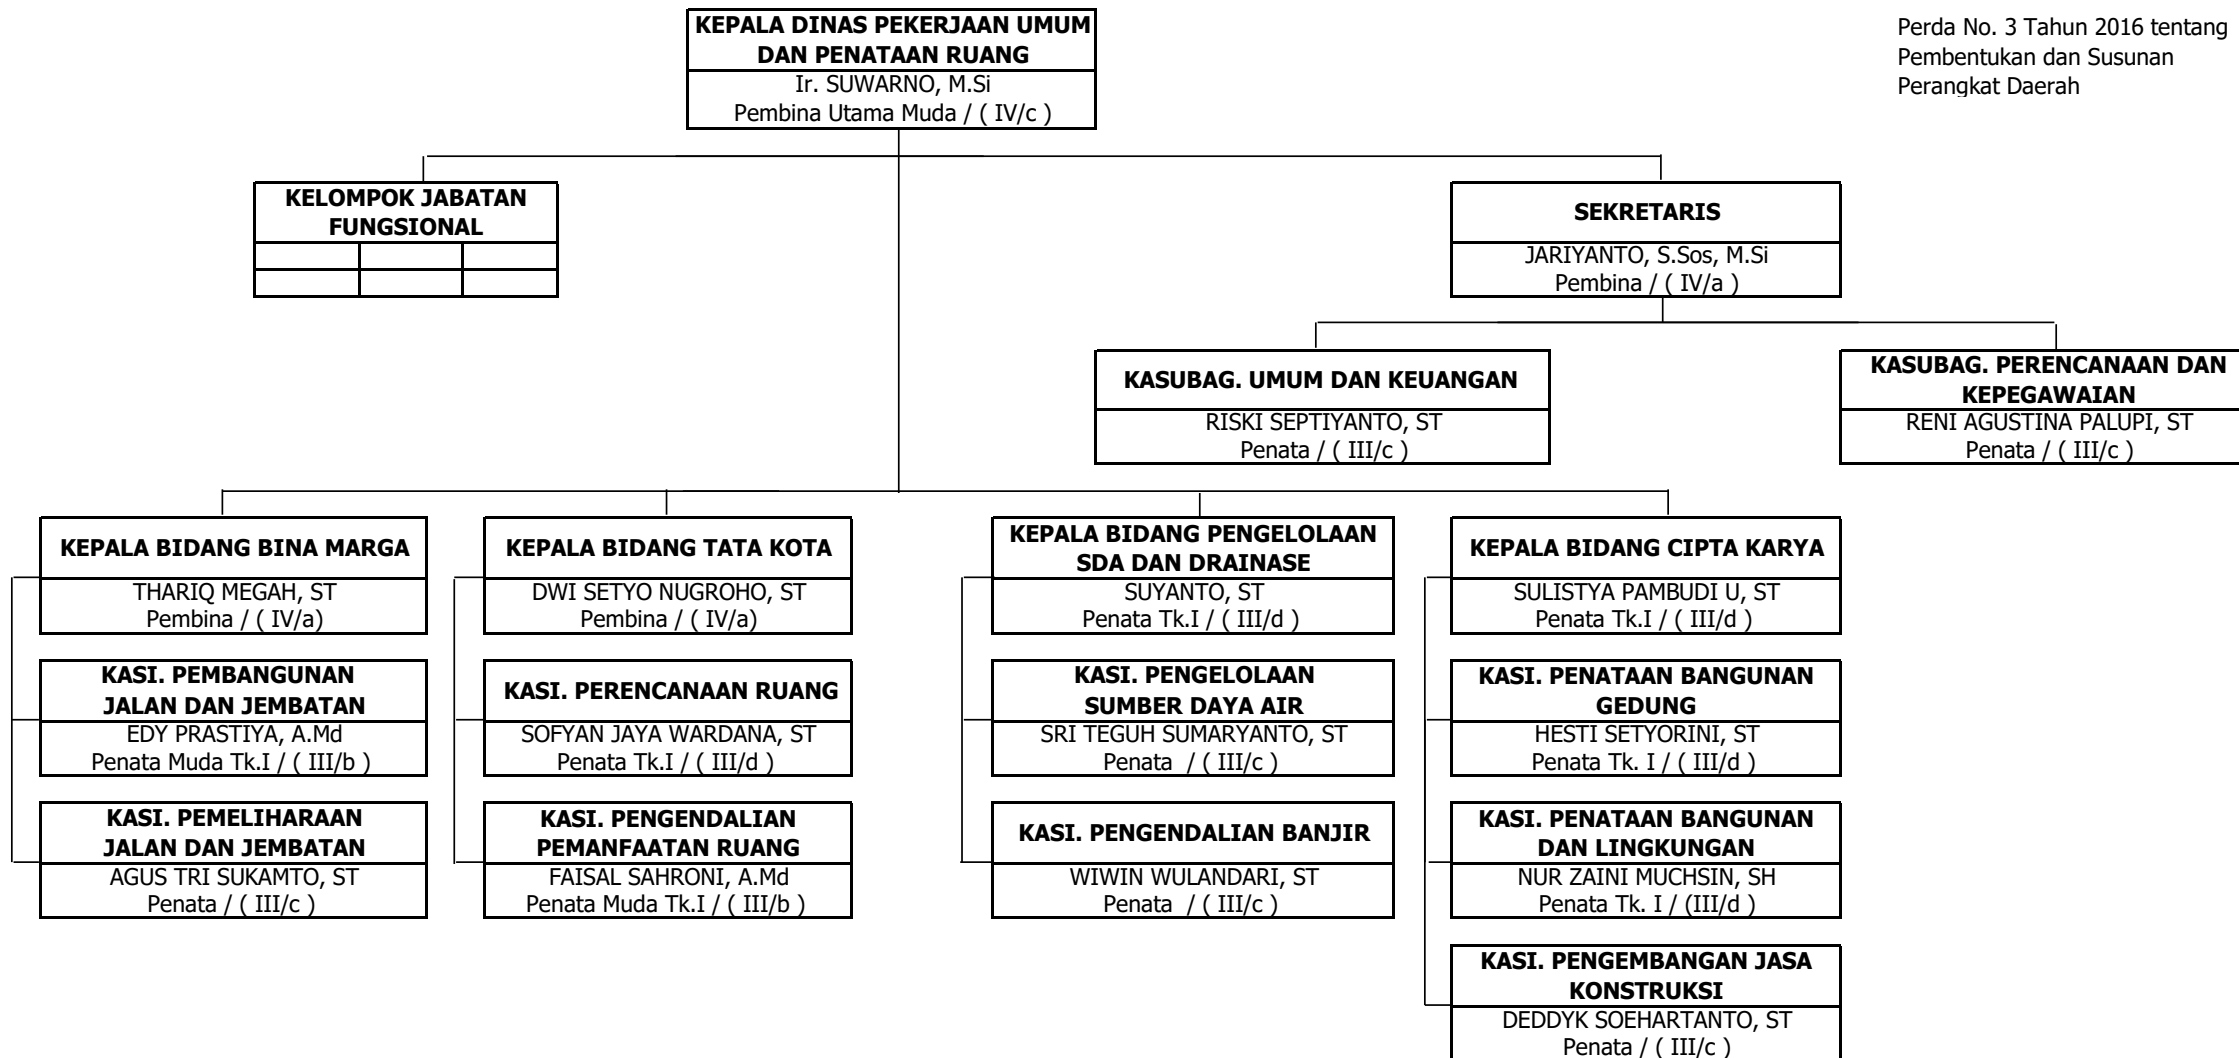 KEPALA DINAS PEKERJAAN UMUM
DAN PENATAAN RUANG
Ir. SUWARNO, M.Si
Pembina Utama Muda / ( IV/c )
Perda No. 3 Tahun 2016 tentang
Pembentukan dan Susunan
Perangkat Daerah
KELOMPOK JABATAN
FUNGSIONAL
SEKRETARIS
JARIYANTO, S.Sos, M.Si
Pembina / ( IV/a )
KASUBAG. UMUM DAN KEUANGAN
RISKI SEPTIYANTO, ST
Penata / ( III/c )
KASUBAG. PERENCANAAN DAN
KEPEGAWAIAN
RENI AGUSTINA PALUPI, ST
Penata / ( III/c )
KEPALA BIDANG BINA MARGA
THARIQ MEGAH, ST
Pembina / ( IV/a)
KEPALA BIDANG TATA KOTA
DWI SETYO NUGROHO, ST
Pembina / ( IV/a)
KEPALA BIDANG PENGELOLAAN
SDA DAN DRAINASE
SUYANTO, ST
Penata Tk.I / ( III/d )
KEPALA BIDANG CIPTA KARYA
SULISTYA PAMBUDI U, ST
Penata Tk.I / ( III/d )
KASI. PEMBANGUNAN
JALAN DAN JEMBATAN
EDY PRASTIYA, A.Md
Penata Muda Tk.I / ( III/b )
KASI. PERENCANAAN RUANG
SOFYAN JAYA WARDANA, ST
Penata Tk.I / ( III/d )
KASI. PENGELOLAAN
SUMBER DAYA AIR
SRI TEGUH SUMARYANTO, ST
Penata  / ( III/c )
KASI. PENATAAN BANGUNAN
GEDUNG
HESTI SETYORINI, ST
Penata Tk. I / ( III/d )
KASI. PEMELIHARAAN
JALAN DAN JEMBATAN
AGUS TRI SUKAMTO, ST
Penata / ( III/c )
KASI. PENGENDALIAN
PEMANFAATAN RUANG
FAISAL SAHRONI, A.Md
Penata Muda Tk.I / ( III/b )
KASI. PENGENDALIAN BANJIR
WIWIN WULANDARI, ST
Penata  / ( III/c )
KASI. PENATAAN BANGUNAN
DAN LINGKUNGAN
NUR ZAINI MUCHSIN, SH
Penata Tk. I / (III/d )
KASI. PENGEMBANGAN JASA
KONSTRUKSI
DEDDYK SOEHARTANTO, ST
Penata / ( III/c )